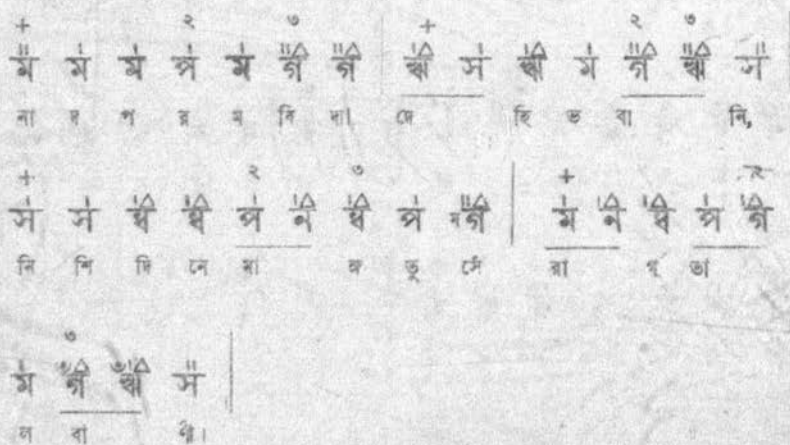 + ২ ৩ + ২ ৩
ম ম ম প ম গ গ ঋ স ঋ ম গ ঋ স
না দ প র ম বি দ্যা দে হি ভ বা নি,
+ ২ ৩ + ২
স স ধ ধ প নি ধ প মগ | ম নি ধ প গ
নি শি দি নে মা ঙ্গ তু সেঁ রা গ্ তা
৩
ম গ ঋ স |
ল বা ণী।